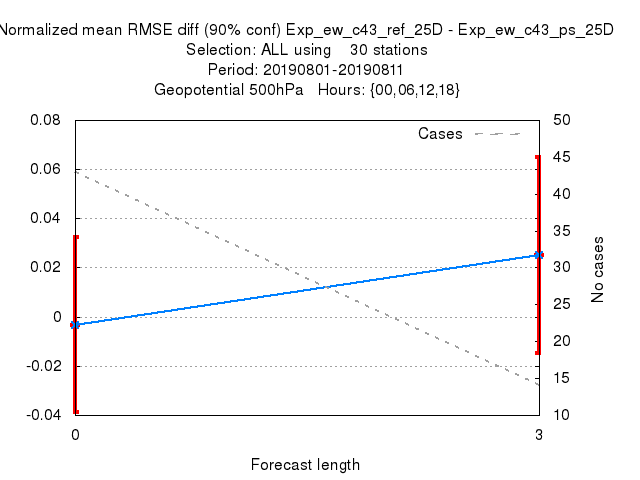 Normalized mean RMSE diff (90% conf) Exp_ew_c43_ref_25D - Exp_ew_c43_ps_25D
Selection: ALL using 30 stations
Period: 20190801-20190811
Geopotential 500hPa Hours: {00,06,12,18}
Cases
0.08
0.06
0.04
0.02
0
-0.02
-0.04
50
45
40
35
30
25
20
15
10
No cases
0
3
Forecast length